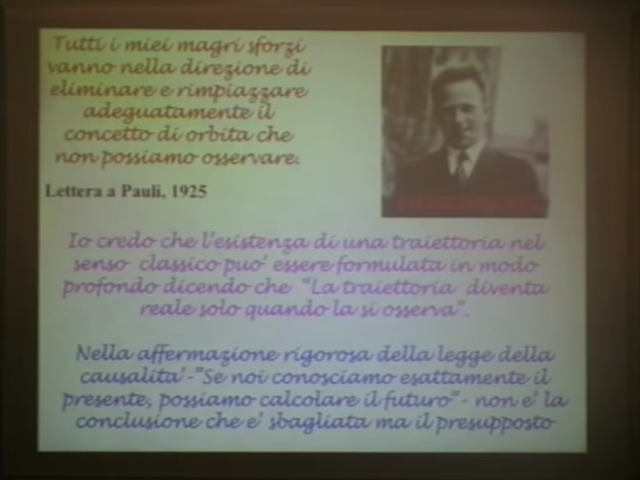 Tutti i miei magri sforzi
vanno nella direzione di
eliminare e rimpiazzare
adeguatamente il
concetto di orbita che
non possiamo osservare.
Lettera a Pauli, 1925
Io credo che l'esistenza di una traiettoria nel
senso classico puo' essere formulata in modo
profondo dicendo che "La traiettoria diventa
reale solo quando la si osserva".
Nella affermazione rigorosa della legge della
causalita'-"Se noi conosciamo esattamente il
presente, possiamo calcolare il futuro"- non e' la
conclusione che e' sbagliata ma il presupposto